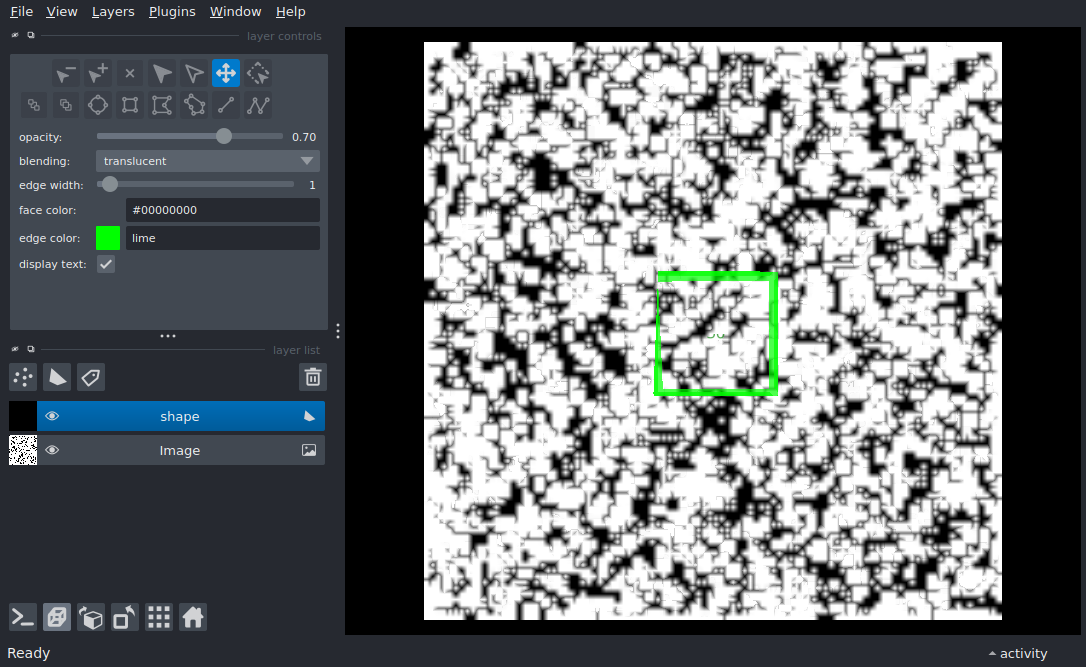 File View Layers Plugins Window Help
layer controls
opacity: 0.70
blending: translucent
edge width: 1
face color: #00000000
edge color: lime
display text:
layer list
shape
Image
Ready
activity